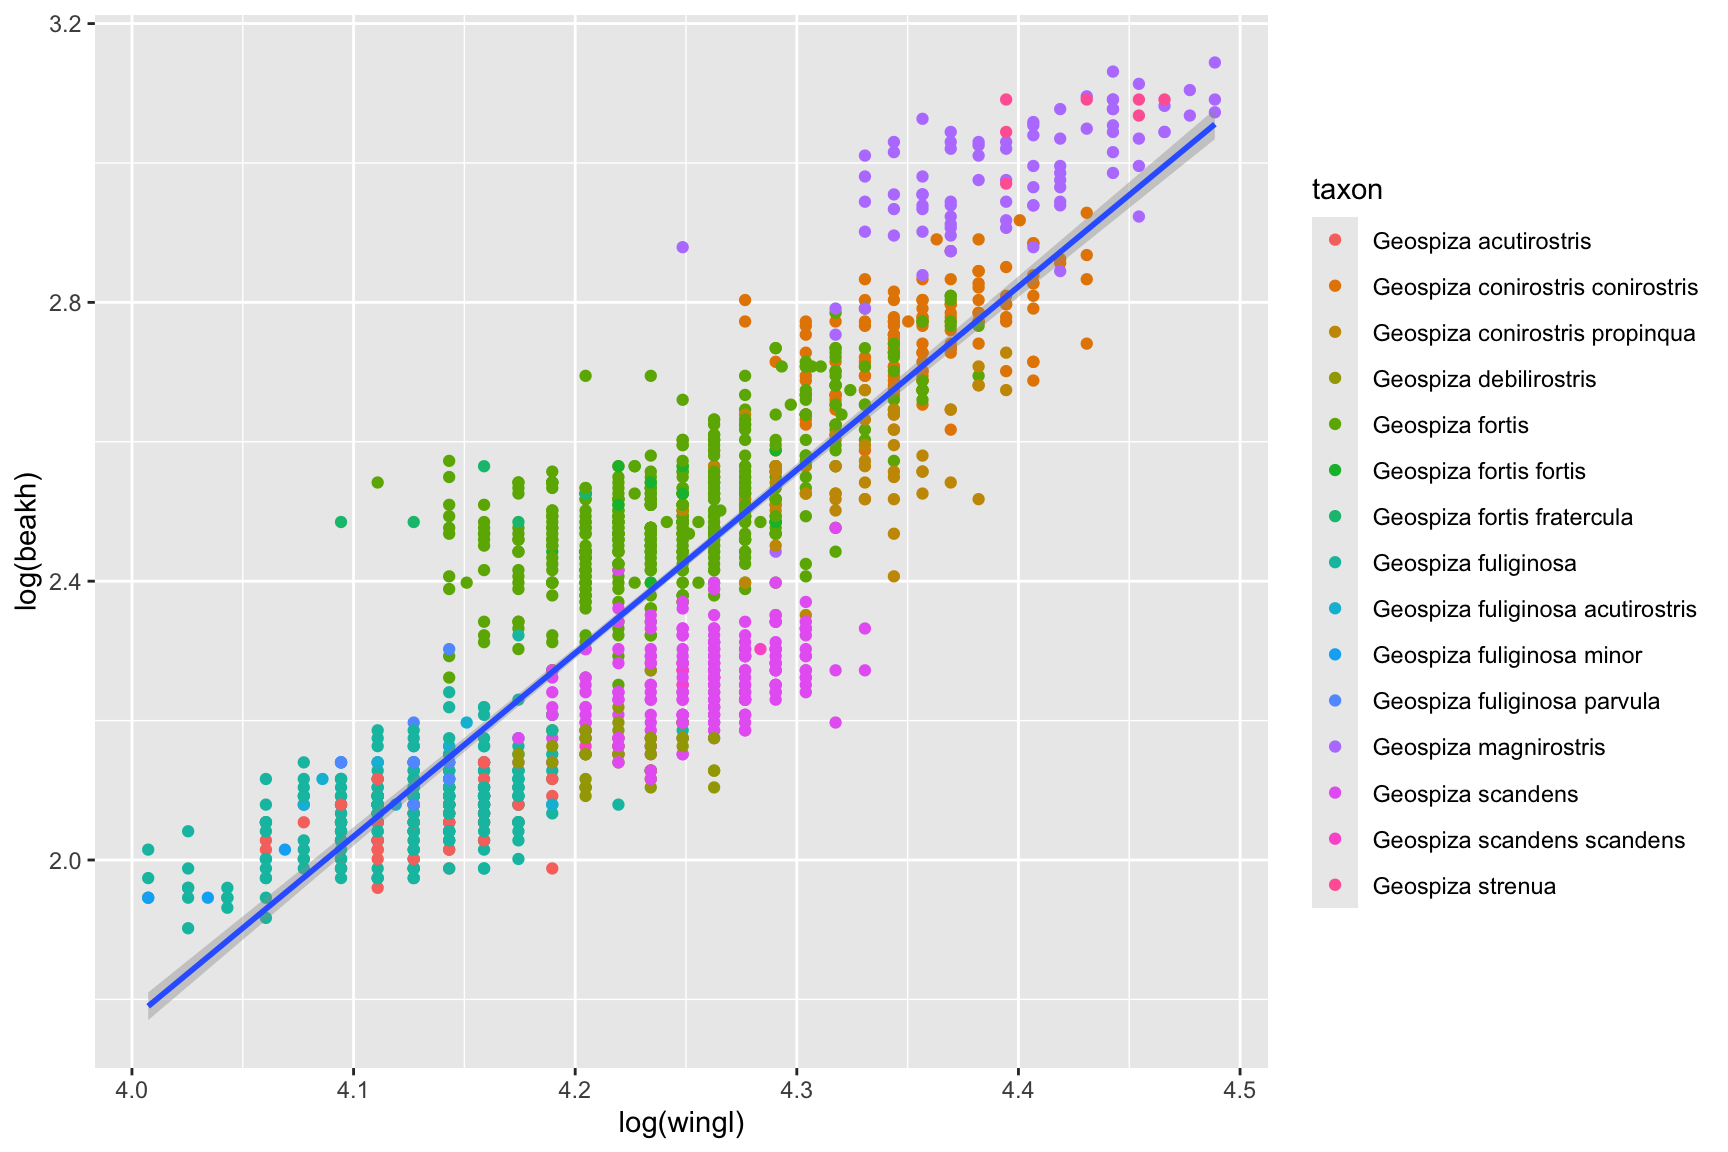 3.2
2.8
2.4
2.0
log(beakh)
4.0
4.1
4.2
4.3
4.4
4.5
log(wingl)
taxon
Geospiza acutirostris
Geospiza conirostris conirostris
Geospiza conirostris propinqua
Geospiza debilirostris
Geospiza fortis
Geospiza fortis fortis
Geospiza fortis fratercula
Geospiza fuliginosa
Geospiza fuliginosa acutirostris
Geospiza fuliginosa minor
Geospiza fuliginosa parvula
Geospiza magnirostris
Geospiza scandens
Geospiza scandens scandens
Geospiza strenua